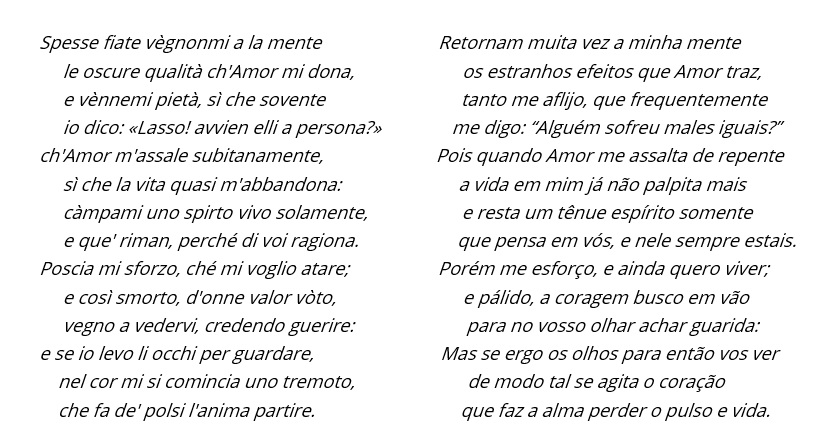 Spesse fiate vègnonmi a la mente
le oscure qualità ch'Amor mi dona,
e vènnemi pietà, sì che sovente
io dico: «Lasso! avvien elli a persona?»
ch'Amor m'assale subitanamente,
sì che la vita quasi m'abbandona:
càmpami uno spirto vivo solamente,
e que' riman, perché di voi ragiona.
Poscia mi sforzo, ché mi voglio atare;
e così smorto, d'onne valor vòto,
vegno a vedervi, credendo guerire:
e se io levo li occhi per guardare,
nel cor mi si comincia uno tremoto,
che fa de' polsi l'anima partire.
Retornam muita vez a minha mente
os estranhos efeitos que Amor traz,
tanto me aflijo, que frequentemente
me digo: “Alguém sofreu males iguais?”
Pois quando Amor me assalta de repente
a vida em mim já não palpita mais
e resta um tênue espírito somente
que pensa em vós, e nele sempre estais.
Porém me esforço, e ainda quero viver;
e pálido, a coragem busco em vão
para no vosso olhar achar guarida:
Mas se ergo os olhos para então vos ver
de modo tal se agita o coração
que faz a alma perder o pulso e vida.